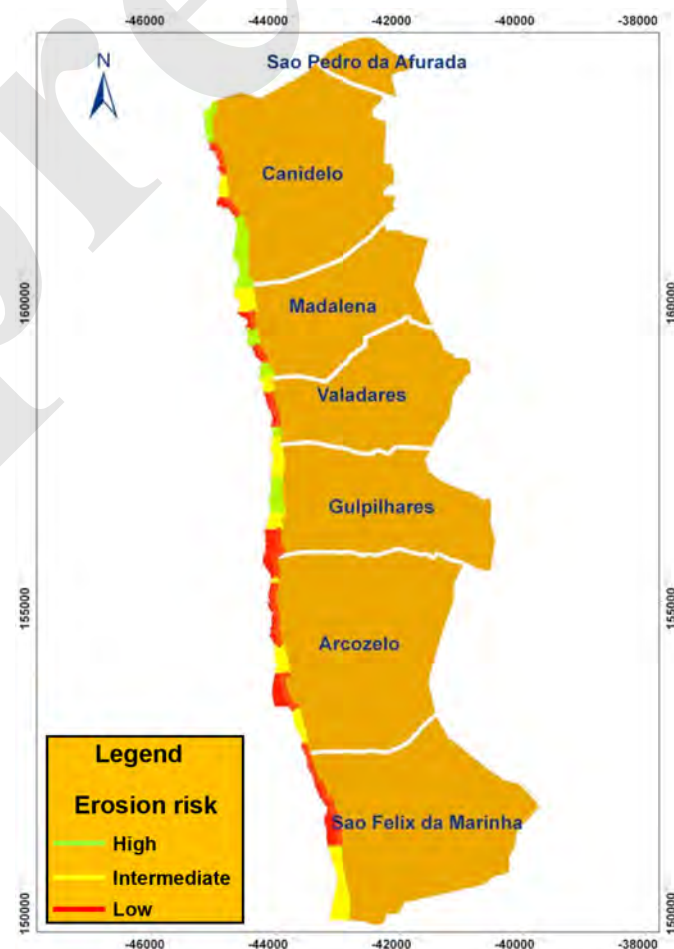 -46000 -44000 -42000 -40000 -38000
N
Sao Pedro da Afurada
Canidelo
160000 160000
Madalena
Valadares
Gulpilhares
155000 155000
Arcozelo
Legend
Erosion risk
High
Intermediate
Low
Sao Felix da Marinha
150000 150000
-46000 -44000 -42000 -40000 -38000